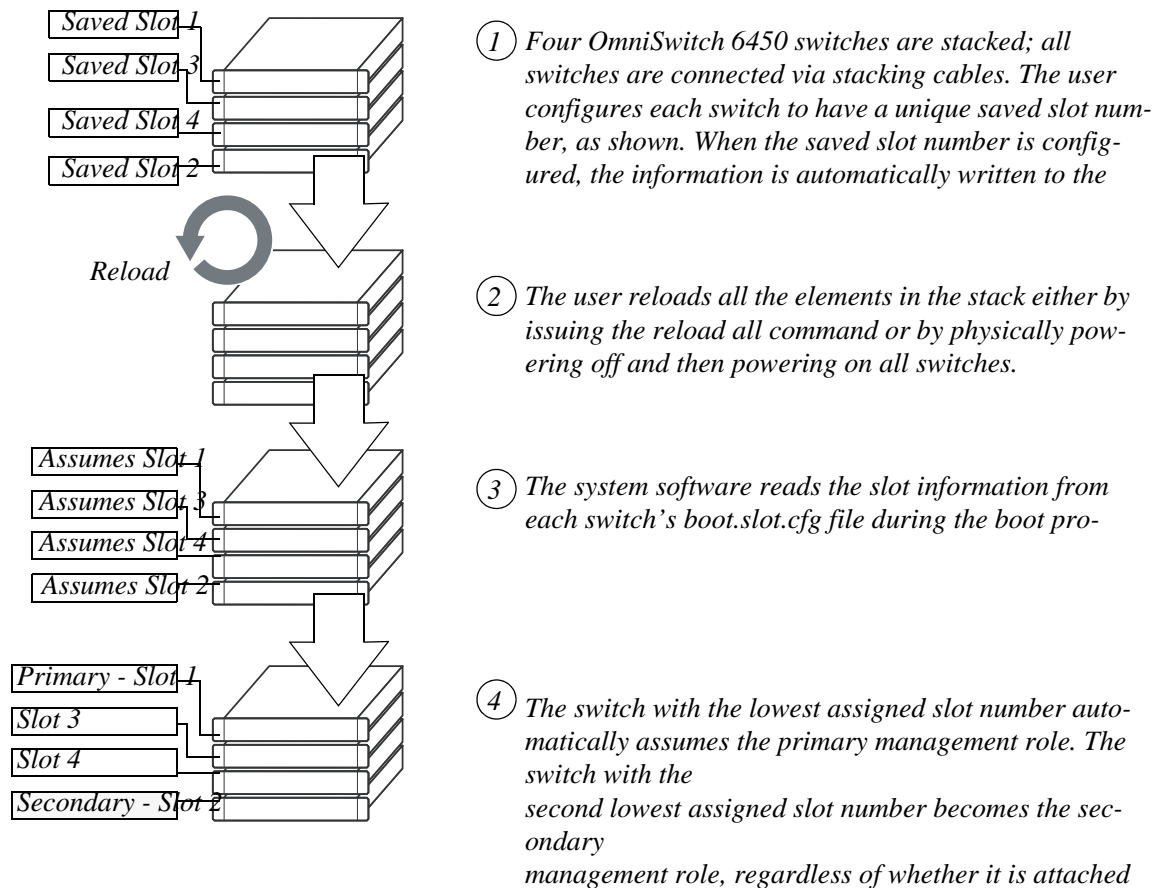 Saved Slot 1
Saved Slot 3
Saved Slot 4
Saved Slot 2
1 Four OmniSwitch 6450 switches are stacked; all
switches are connected via stacking cables. The user
configures each switch to have a unique saved slot num-
ber, as shown. When the saved slot number is config-
ured, the information is automatically written to the
Reload
2 The user reloads all the elements in the stack either by
issuing the reload all command or by physically pow-
ering off and then powering on all switches.
Assumes Slot 1
Assumes Slot 3
Assumes Slot 4
Assumes Slot 2
3 The system software reads the slot information from
each switch’s boot.slot.cfg file during the boot pro-
Primary - Slot 1
Slot 3
Slot 4
Secondary - Slot 2
4 The switch with the lowest assigned slot number auto-
matically assumes the primary management role. The
switch with the
second lowest assigned slot number becomes the sec-
ondary
management role, regardless of whether it is attached